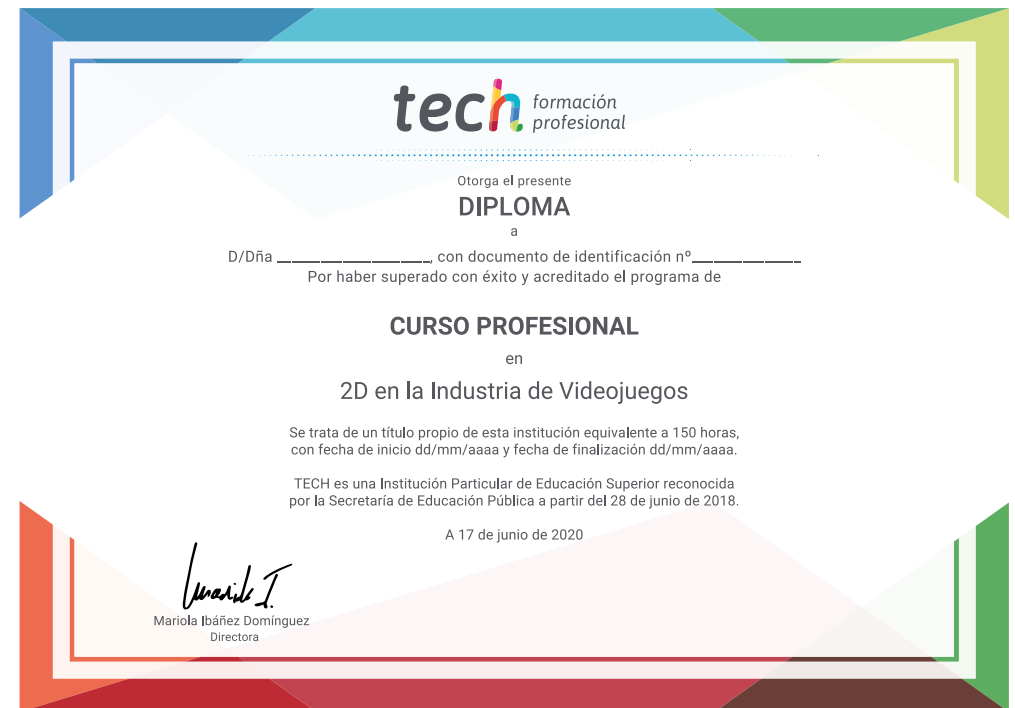 tech formación
profesional
Otorga el presente
DIPLOMA
a
D/Dña ____________________, con documento de identificación nº______________
Por haber superado con éxito y acreditado el programa de
CURSO PROFESIONAL
en
2D en la Industria de Videojuegos
Se trata de un título propio de esta institución equivalente a 150 horas,
con fecha de inicio dd/mm/aaaa y fecha de finalización dd/mm/aaaa.
TECH es una Institución Particular de Educación Superior reconocida
por la Secretaría de Educación Pública a partir del 28 de junio de 2018.
A 17 de junio de 2020
Mariola Ibáñez Domínguez
Directora